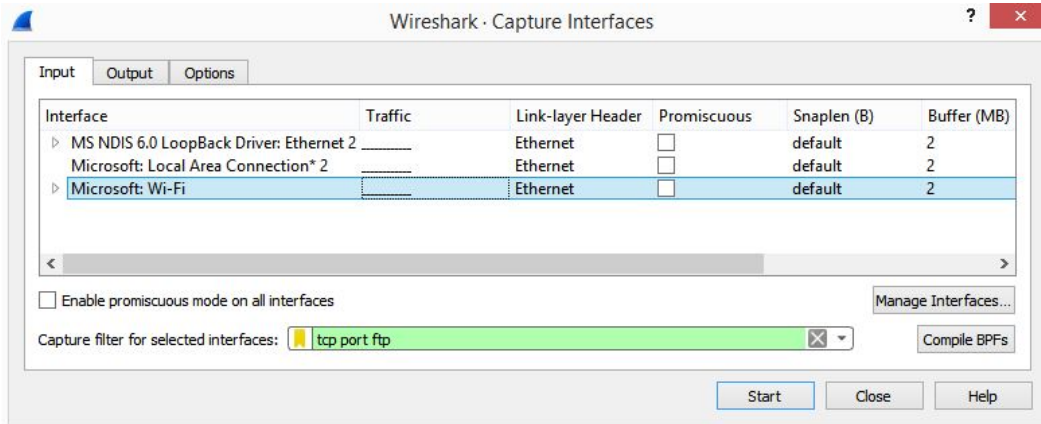 Wireshark · Capture Interfaces ? ×
Input Output Options
Interface Traffic Link-layer Header Promiscuous Snaplen (B) Buffer (MB)
MS NDIS 6.0 LoopBack Driver: Ethernet 2 Ethernet default 2
Microsoft: Local Area Connection* 2 Ethernet default 2
Microsoft: Wi-Fi Ethernet default 2
Enable promiscuous mode on all interfaces Manage Interfaces...
Capture filter for selected interfaces: tcp port ftp Compile BPFs
Start Close Help